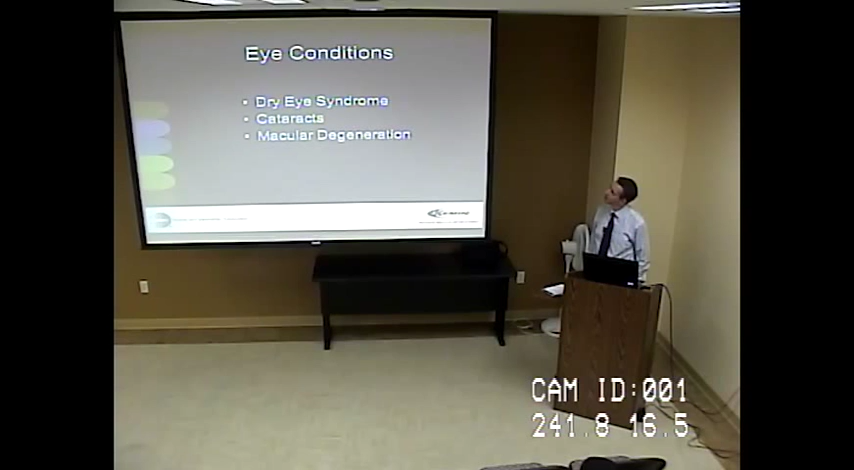 Eye Conditions
• Dry Eye Syndrome
• Cataracts
• Macular Degeneration
CAM ID:001
241.8 16.5